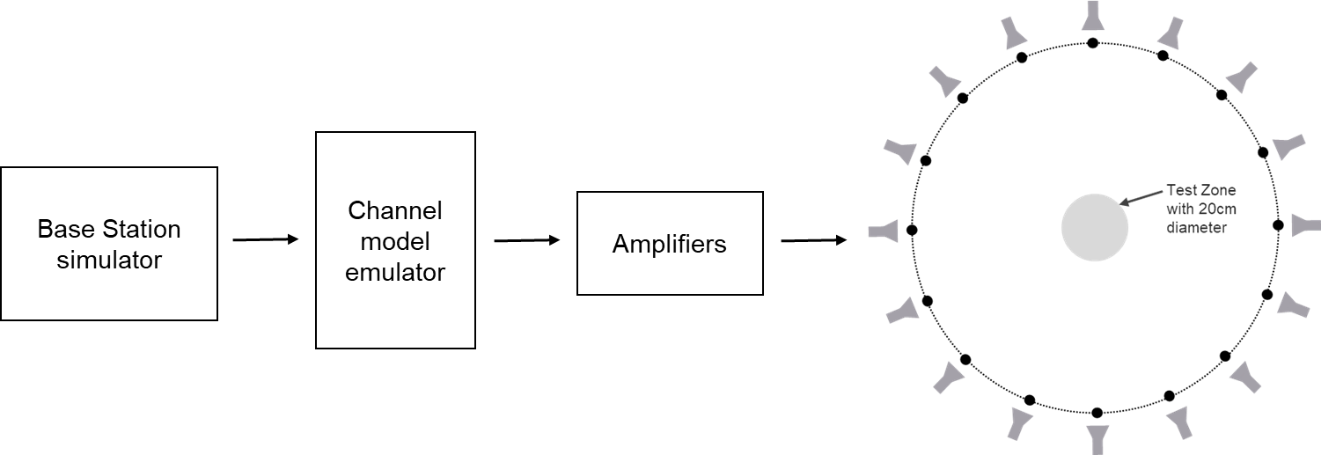 Base Station
simulator
Channel
model
emulator
Amplifiers
Test Zone
with 20cm
diameter